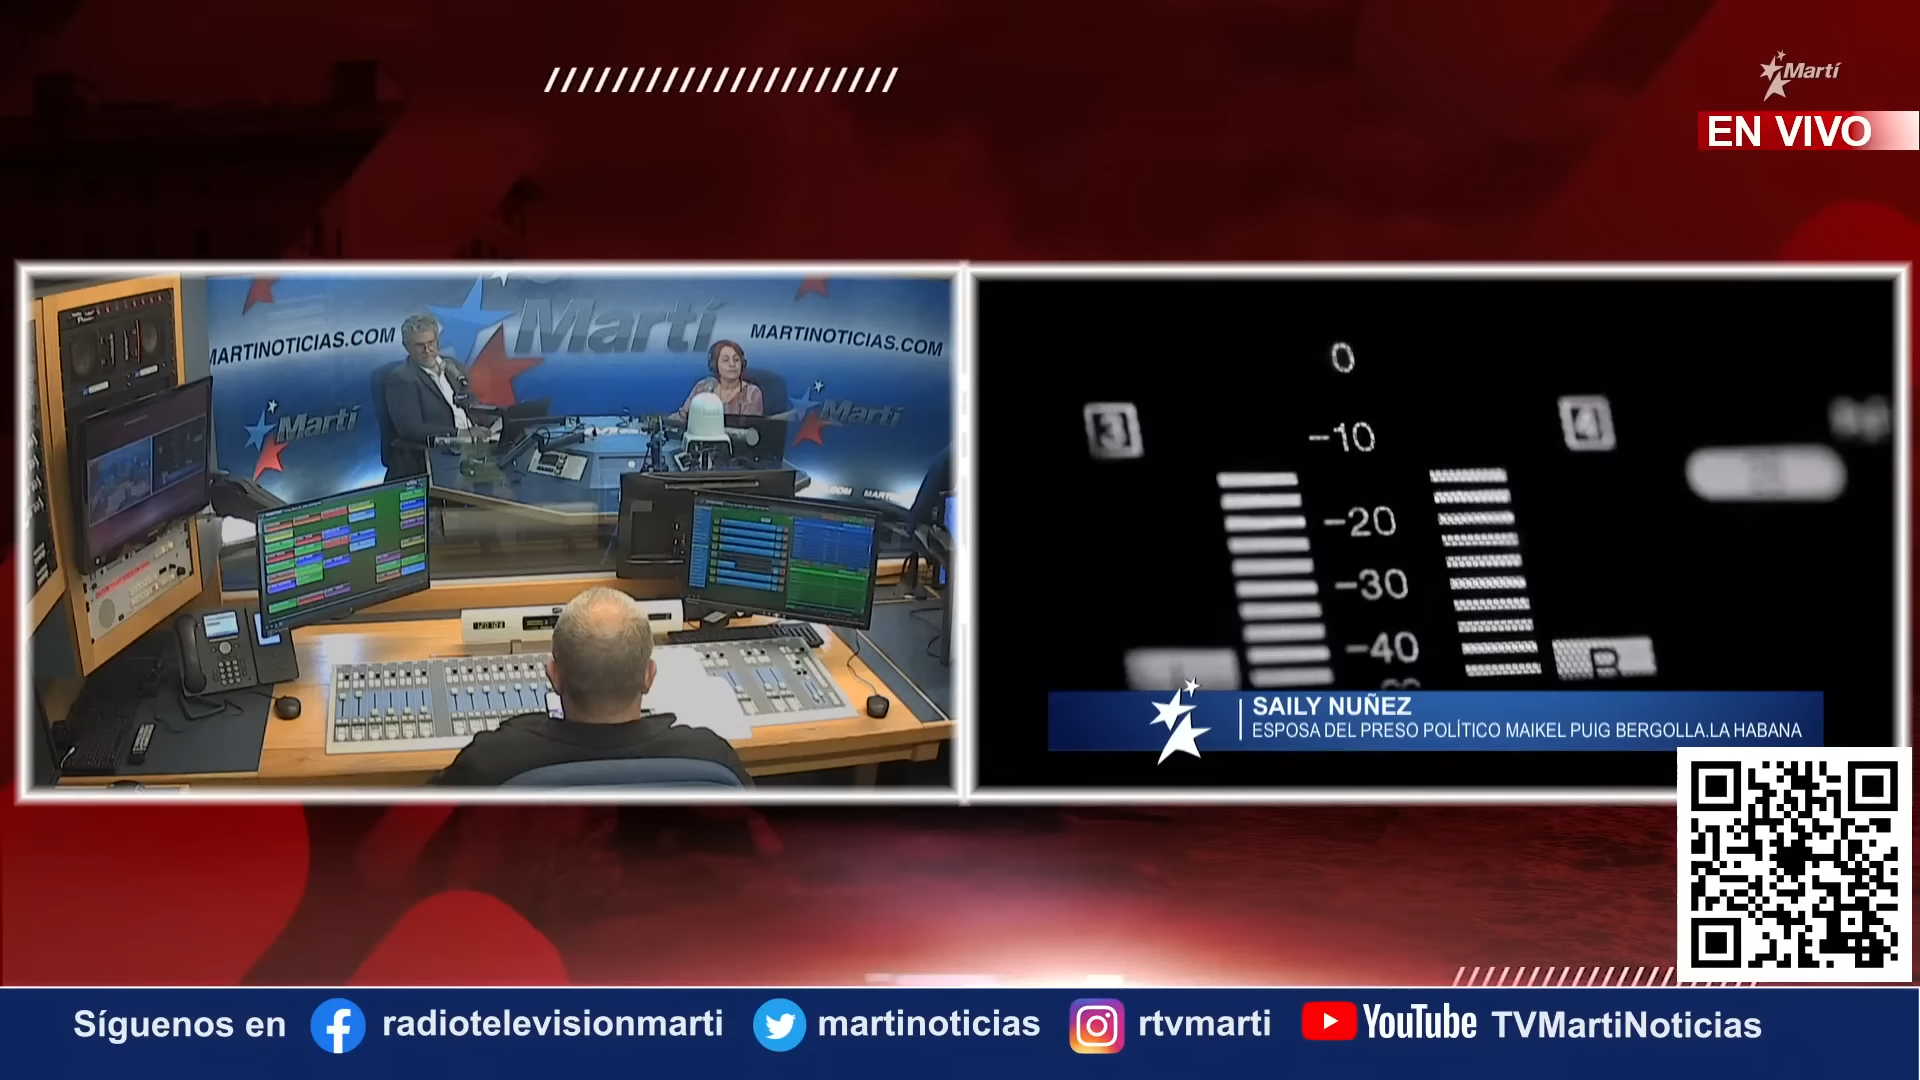 Martí
EN VIVO
MARTINOTICIAS.COM
Martí
MARTINOTICIAS.COM
Martí
Martí
0
3
4
-10
-20
-30
-40
R
SAILY NUÑEZ
ESPOSA DEL PRESO POLÍTICO MAIKEL PUIG BERGOLLA.LA HABANA
Síguenos en radiotelevisionmarti martinoticias rtvmarti YouTube TVMartiNoticias